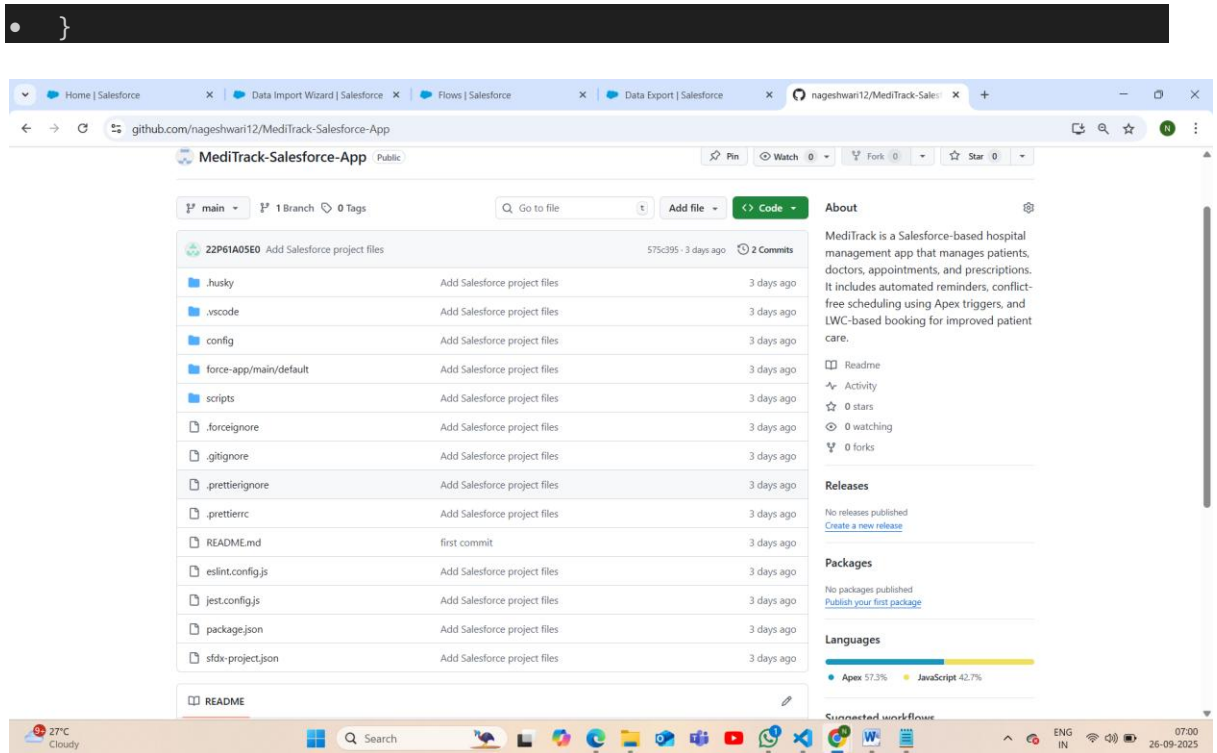 }
Home | Salesforce
Data Import Wizard | Salesforce
Flows | Salesforce
Data Export | Salesforce
nageshwari12/MediTrack-Sales
github.com/nageshwari12/MediTrack-Salesforce-App
N
MediTrack-Salesforce-App Public
Pin Watch 0 Fork 0 Star 0
main 1 Branch 0 Tags Go to file t Add file Code
22P61A05E0 Add Salesforce project files 575c395 · 3 days ago 2 Commits
.husky Add Salesforce project files 3 days ago
.vscode Add Salesforce project files 3 days ago
config Add Salesforce project files 3 days ago
force-app/main/default Add Salesforce project files 3 days ago
scripts Add Salesforce project files 3 days ago
.forceignore Add Salesforce project files 3 days ago
.gitignore Add Salesforce project files 3 days ago
.prettierignore Add Salesforce project files 3 days ago
.prettierrc Add Salesforce project files 3 days ago
README.md first commit 3 days ago
eslint.config.js Add Salesforce project files 3 days ago
jest.config.js Add Salesforce project files 3 days ago
package.json Add Salesforce project files 3 days ago
sfdx-project.json Add Salesforce project files 3 days ago
README
About
MediTrack is a Salesforce-based hospital
management app that manages patients,
doctors, appointments, and prescriptions.
It includes automated reminders, conflict-
free scheduling using Apex triggers, and
LWC-based booking for improved patient
care.
Readme
Activity
0 stars
0 watching
0 forks
Releases
No releases published
Create a new release
Packages
No packages published
Publish your first package
Languages
Apex 57.3% JavaScript 42.7%
Suggested workflows
27°C
Cloudy
Search
ENG
IN
07:00
26-09-2025